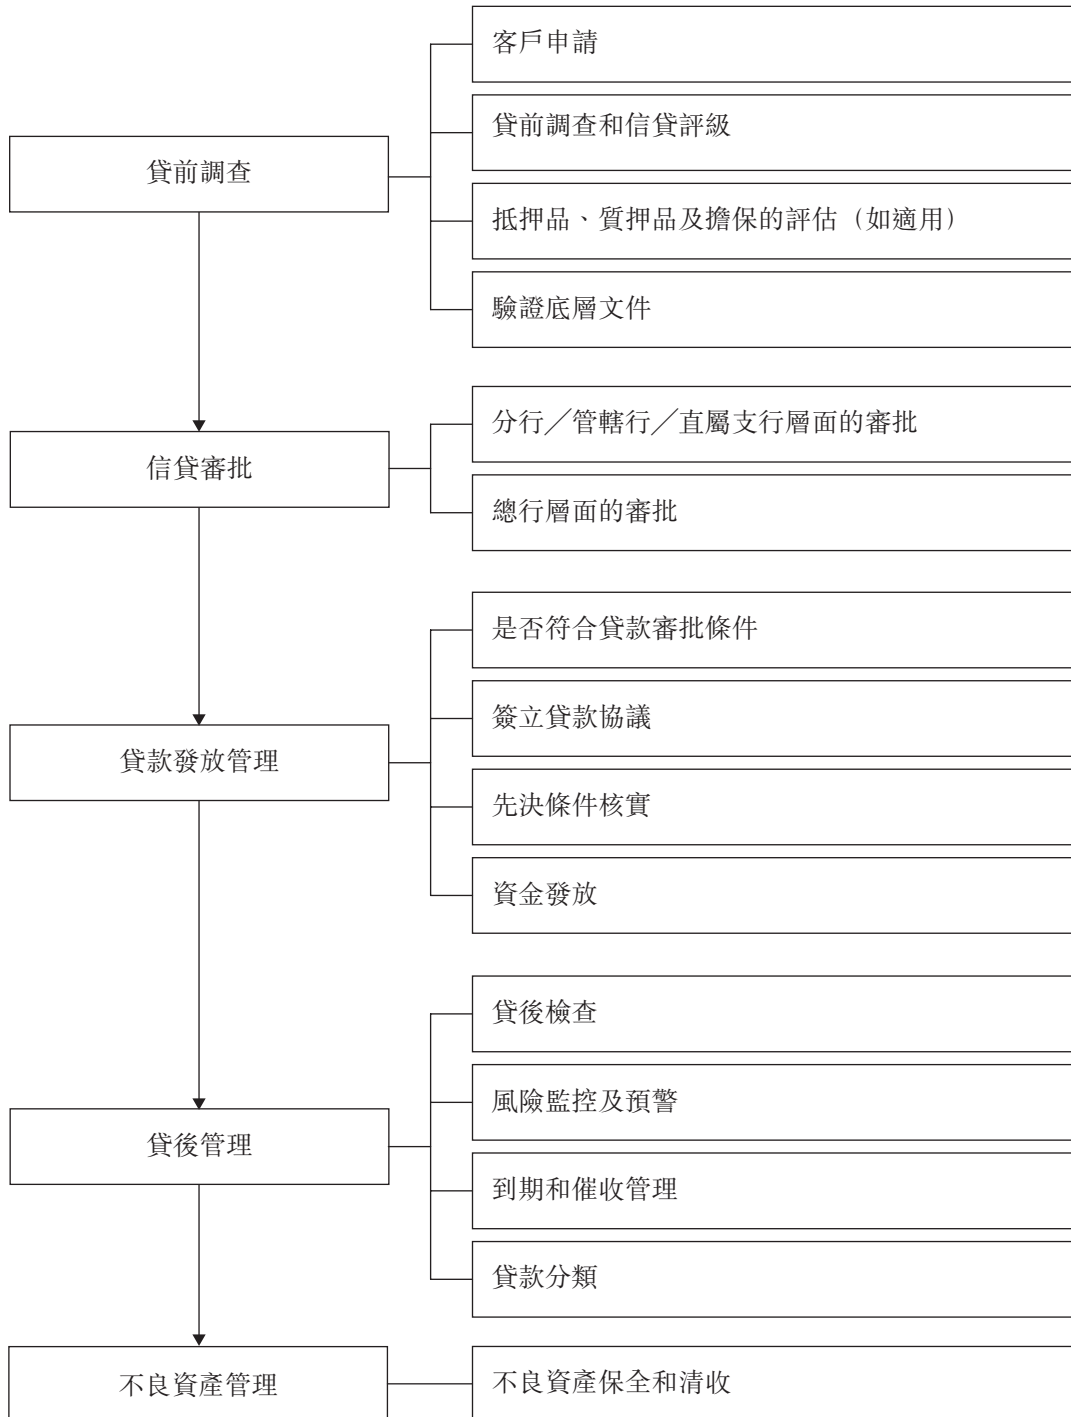 貸前調查
客戶申請
貸前調查和信貸評級
抵押品、質押品及擔保的評估（如適用）
驗證底層文件
信貸審批
分行／管轄行／直屬支行層面的審批
總行層面的審批
貸款發放管理
是否符合貸款審批條件
簽立貸款協議
先決條件核實
資金發放
貸後管理
貸後檢查
風險監控及預警
到期和催收管理
貸款分類
不良資產管理
不良資產保全和清收